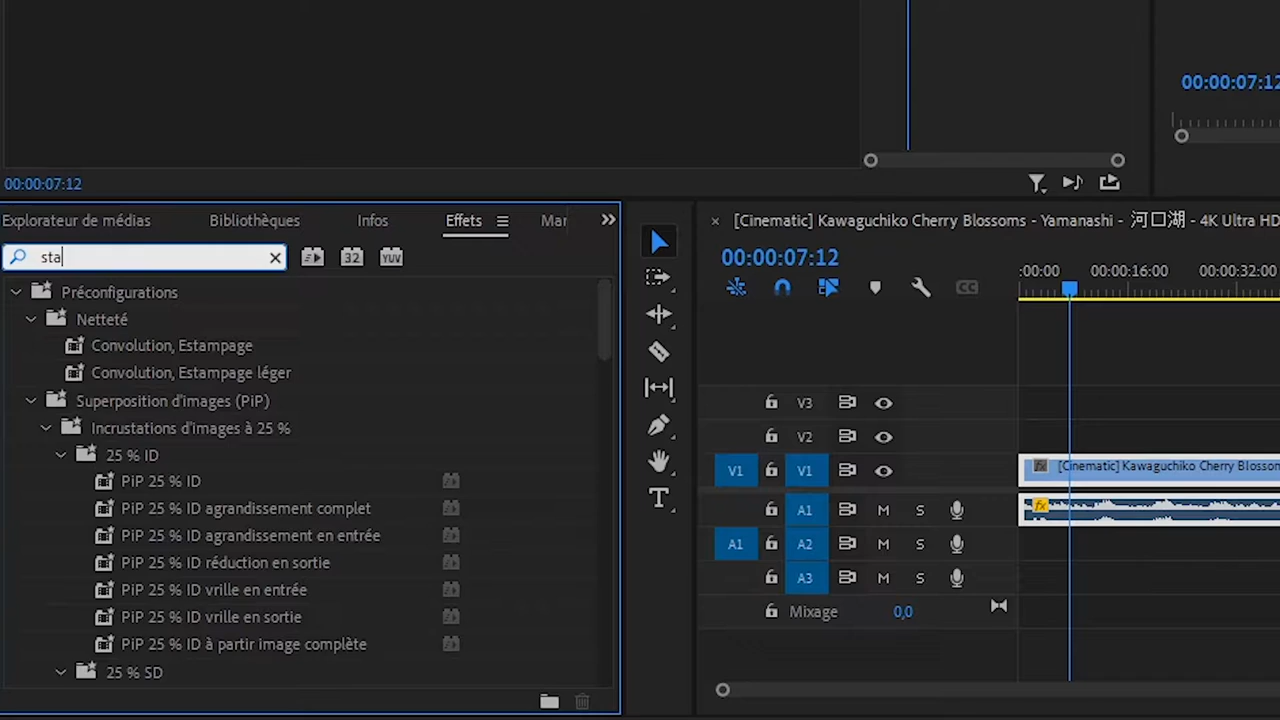 00:00:07:12
00:00:07:12
Explorateur de médias Bibliothèques Infos Effets Mar
sta
32 YUV
Préconfigurations
Netteté
Convolution, Estampage
Convolution, Estampage léger
Superposition d'images (PiP)
Incrustations d'images à 25 %
25 % ID
PiP 25 % ID
PiP 25 % ID agrandissement complet
PiP 25 % ID agrandissement en entrée
PiP 25 % ID réduction en sortie
PiP 25 % ID vrille en entrée
PiP 25 % ID vrille en sortie
PiP 25 % ID à partir image complète
25 % SD
T
[Cinematic] Kawaguchiko Cherry Blossoms - Yamanashi - 河口湖 - 4K Ultra HD
00:00:07:12
CC
:00:00 00:00:16:00 00:00:32:00
V3
V2
V1 V1 fx [Cinematic] Kawaguchiko Cherry Blossom
A1 M S fx
A1 A2 M S
A3 M S
Mixage 0,0